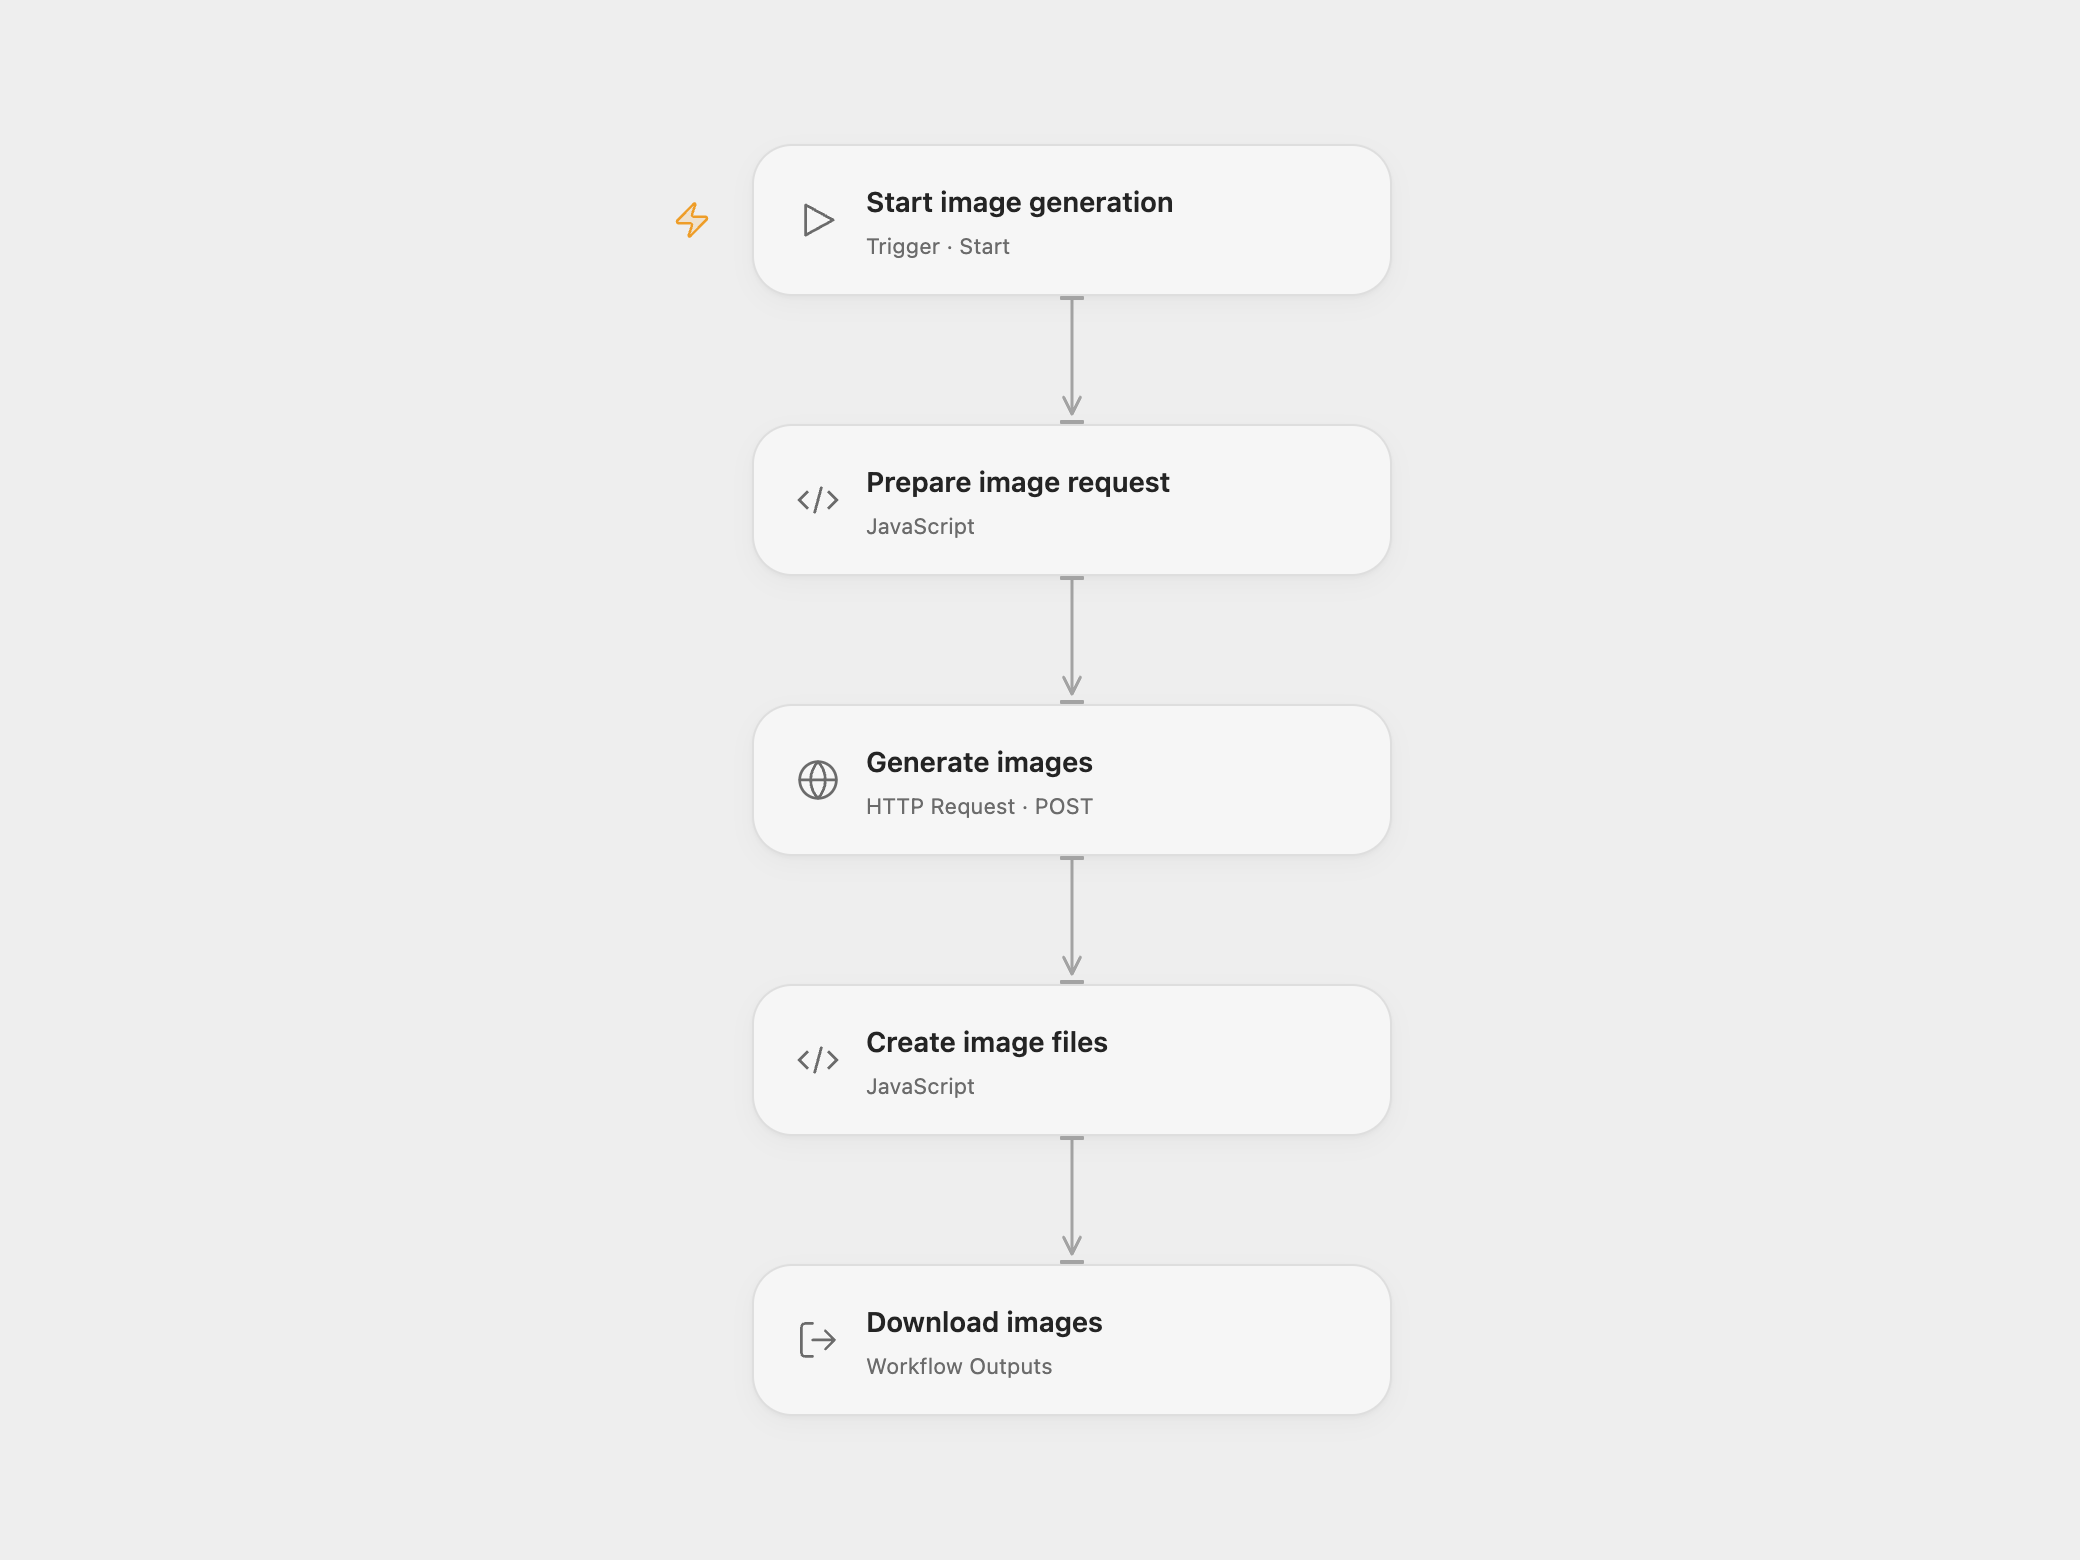 Start image generation
Trigger · Start
Prepare image request
JavaScript
Generate images
HTTP Request · POST
Create image files
JavaScript
Download images
Workflow Outputs